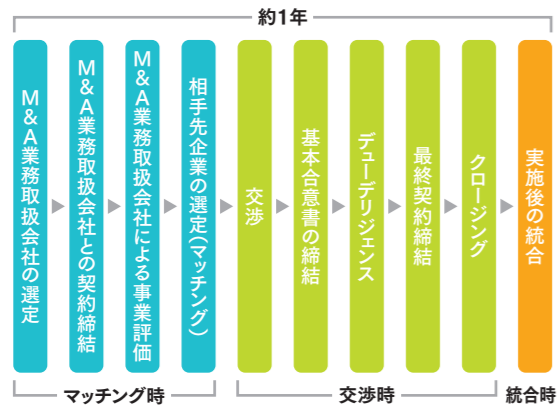 約1年
M&A業務取扱会社の選定
M&A業務取扱会社との契約締結
M&A業務取扱会社による事業評価
相手先企業の選定(マッチング)
交渉
基本合意書の締結
デューデリジェンス
最終契約締結
クロージング
実施後の統合
マッチング時
交渉時
統合時